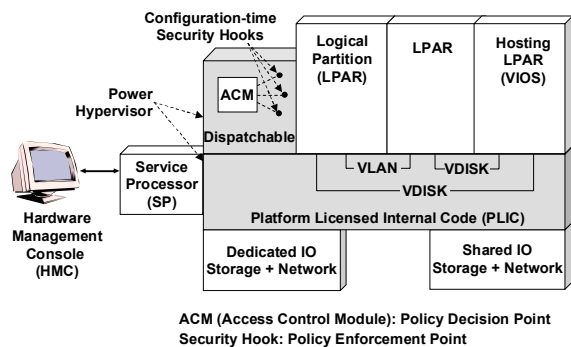 Configuration-time
Security Hooks
Logical
Partition
(LPAR)
LPAR
Hosting
LPAR
(VIOS)
ACM
Power
Hypervisor
Dispatchable
Service
Processor
(SP)
VLAN
VDISK
VDISK
Platform Licensed Internal Code (PLIC)
Hardware
Management
Console
(HMC)
Dedicated IO
Storage + Network
Shared IO
Storage + Network
ACM (Access Control Module): Policy Decision Point
Security Hook: Policy Enforcement Point